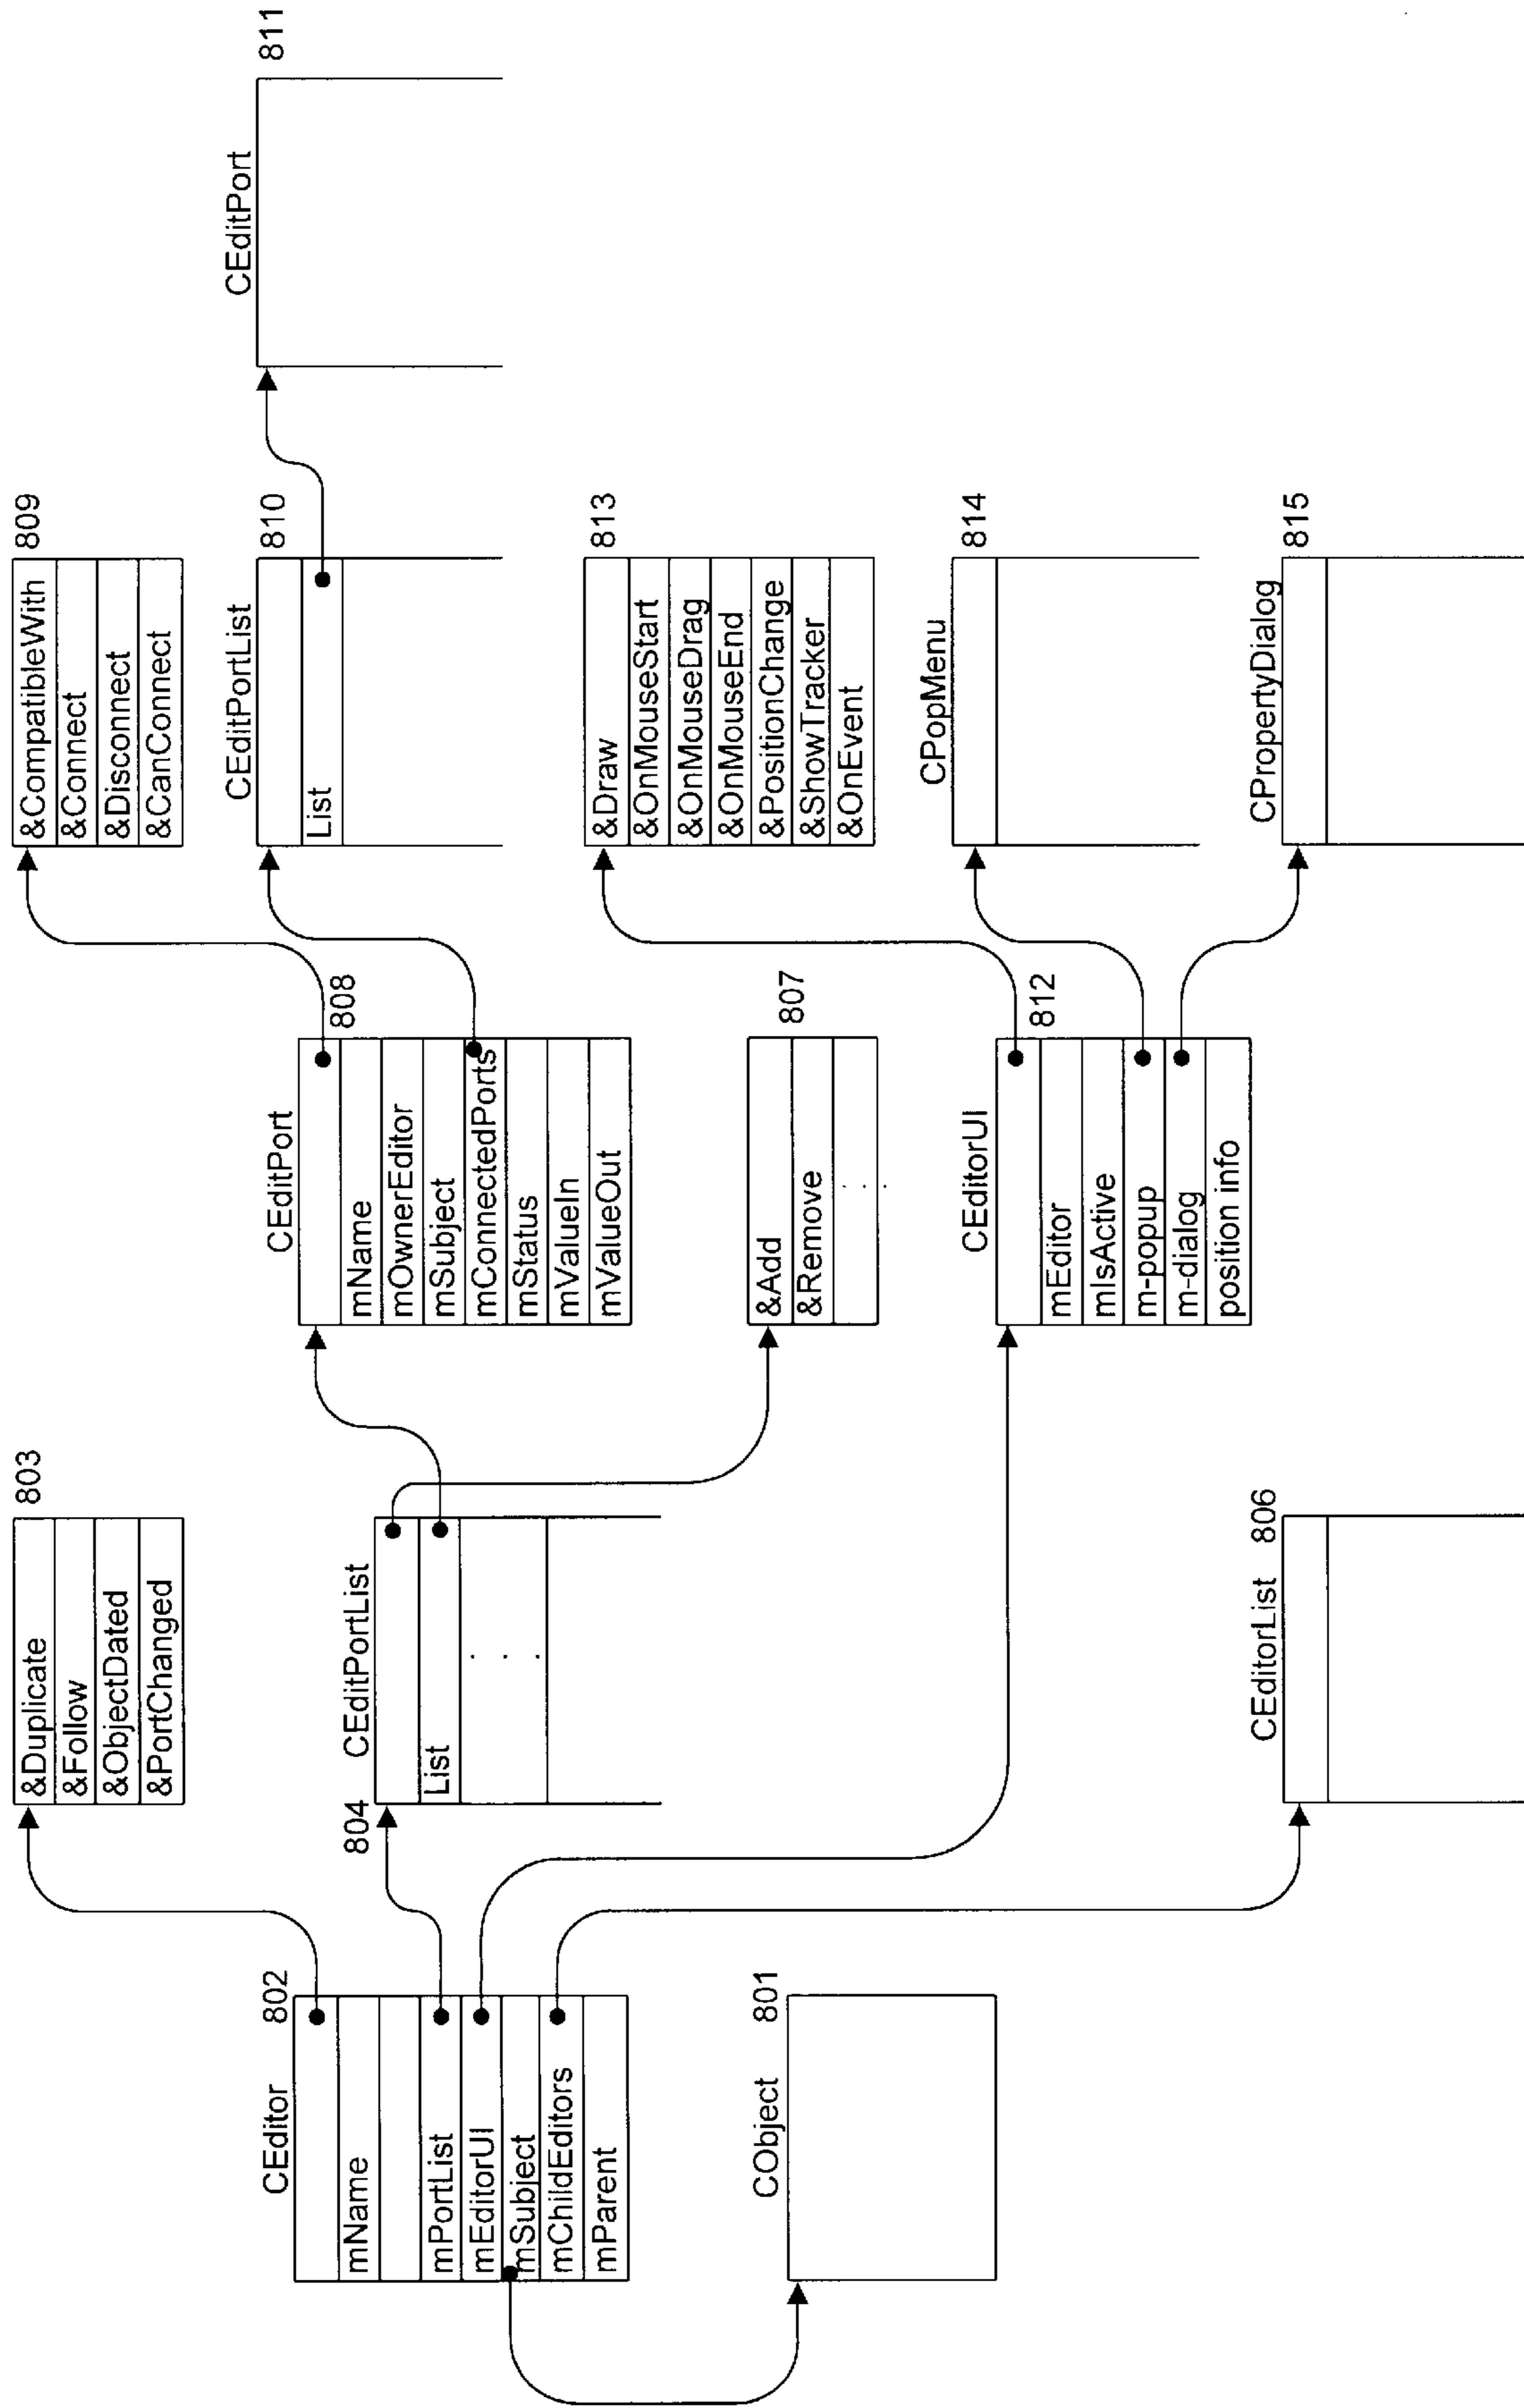 CEditor 802
mName
mPortList
mEditorUI
mSubject
mChildEditors
mParent
CObject 801
803
&Duplicate
&Follow
&ObjectDated
&PortChanged
804 CEditPortList
List
. . .
CEditorList 806
CEditPort
808
mName
mOwnerEditor
mSubject
mConnectedPorts
mStatus
mValueIn
mValueOut
807
&Add
&Remove
. . .
CEditorUI 812
mEditor
mIsActive
m-popup
m-dialog
position info
809
&CompatibleWith
&Connect
&Disconnect
&CanConnect
CEditPortList 810
List
813
&Draw
&OnMouseStart
&OnMouseDrag
&OnMouseEnd
&PositionChange
&ShowTracker
&OnEvent
CPopMenu 814
CPropertyDialog 815
CEditPort 811